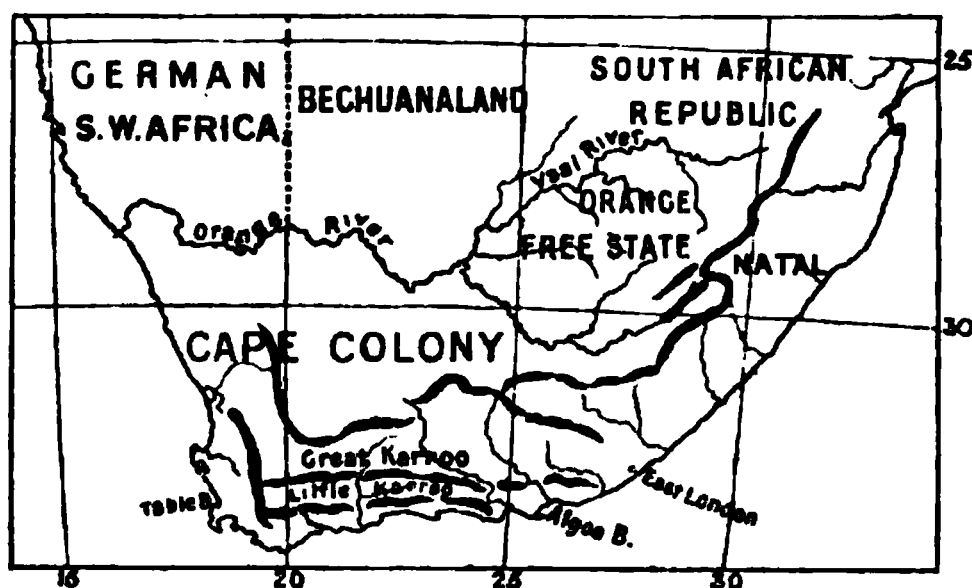 GERMAN
S.W. AFRICA
BECHUANALAND
SOUTH AFRICAN
REPUBLIC
25
Vaal River
ORANGE
FREE STATE
Orange River
NATAL
30
CAPE COLONY
Great Karroo
Little Karroo
Table B.
East London
Algoa B.
20
25
30